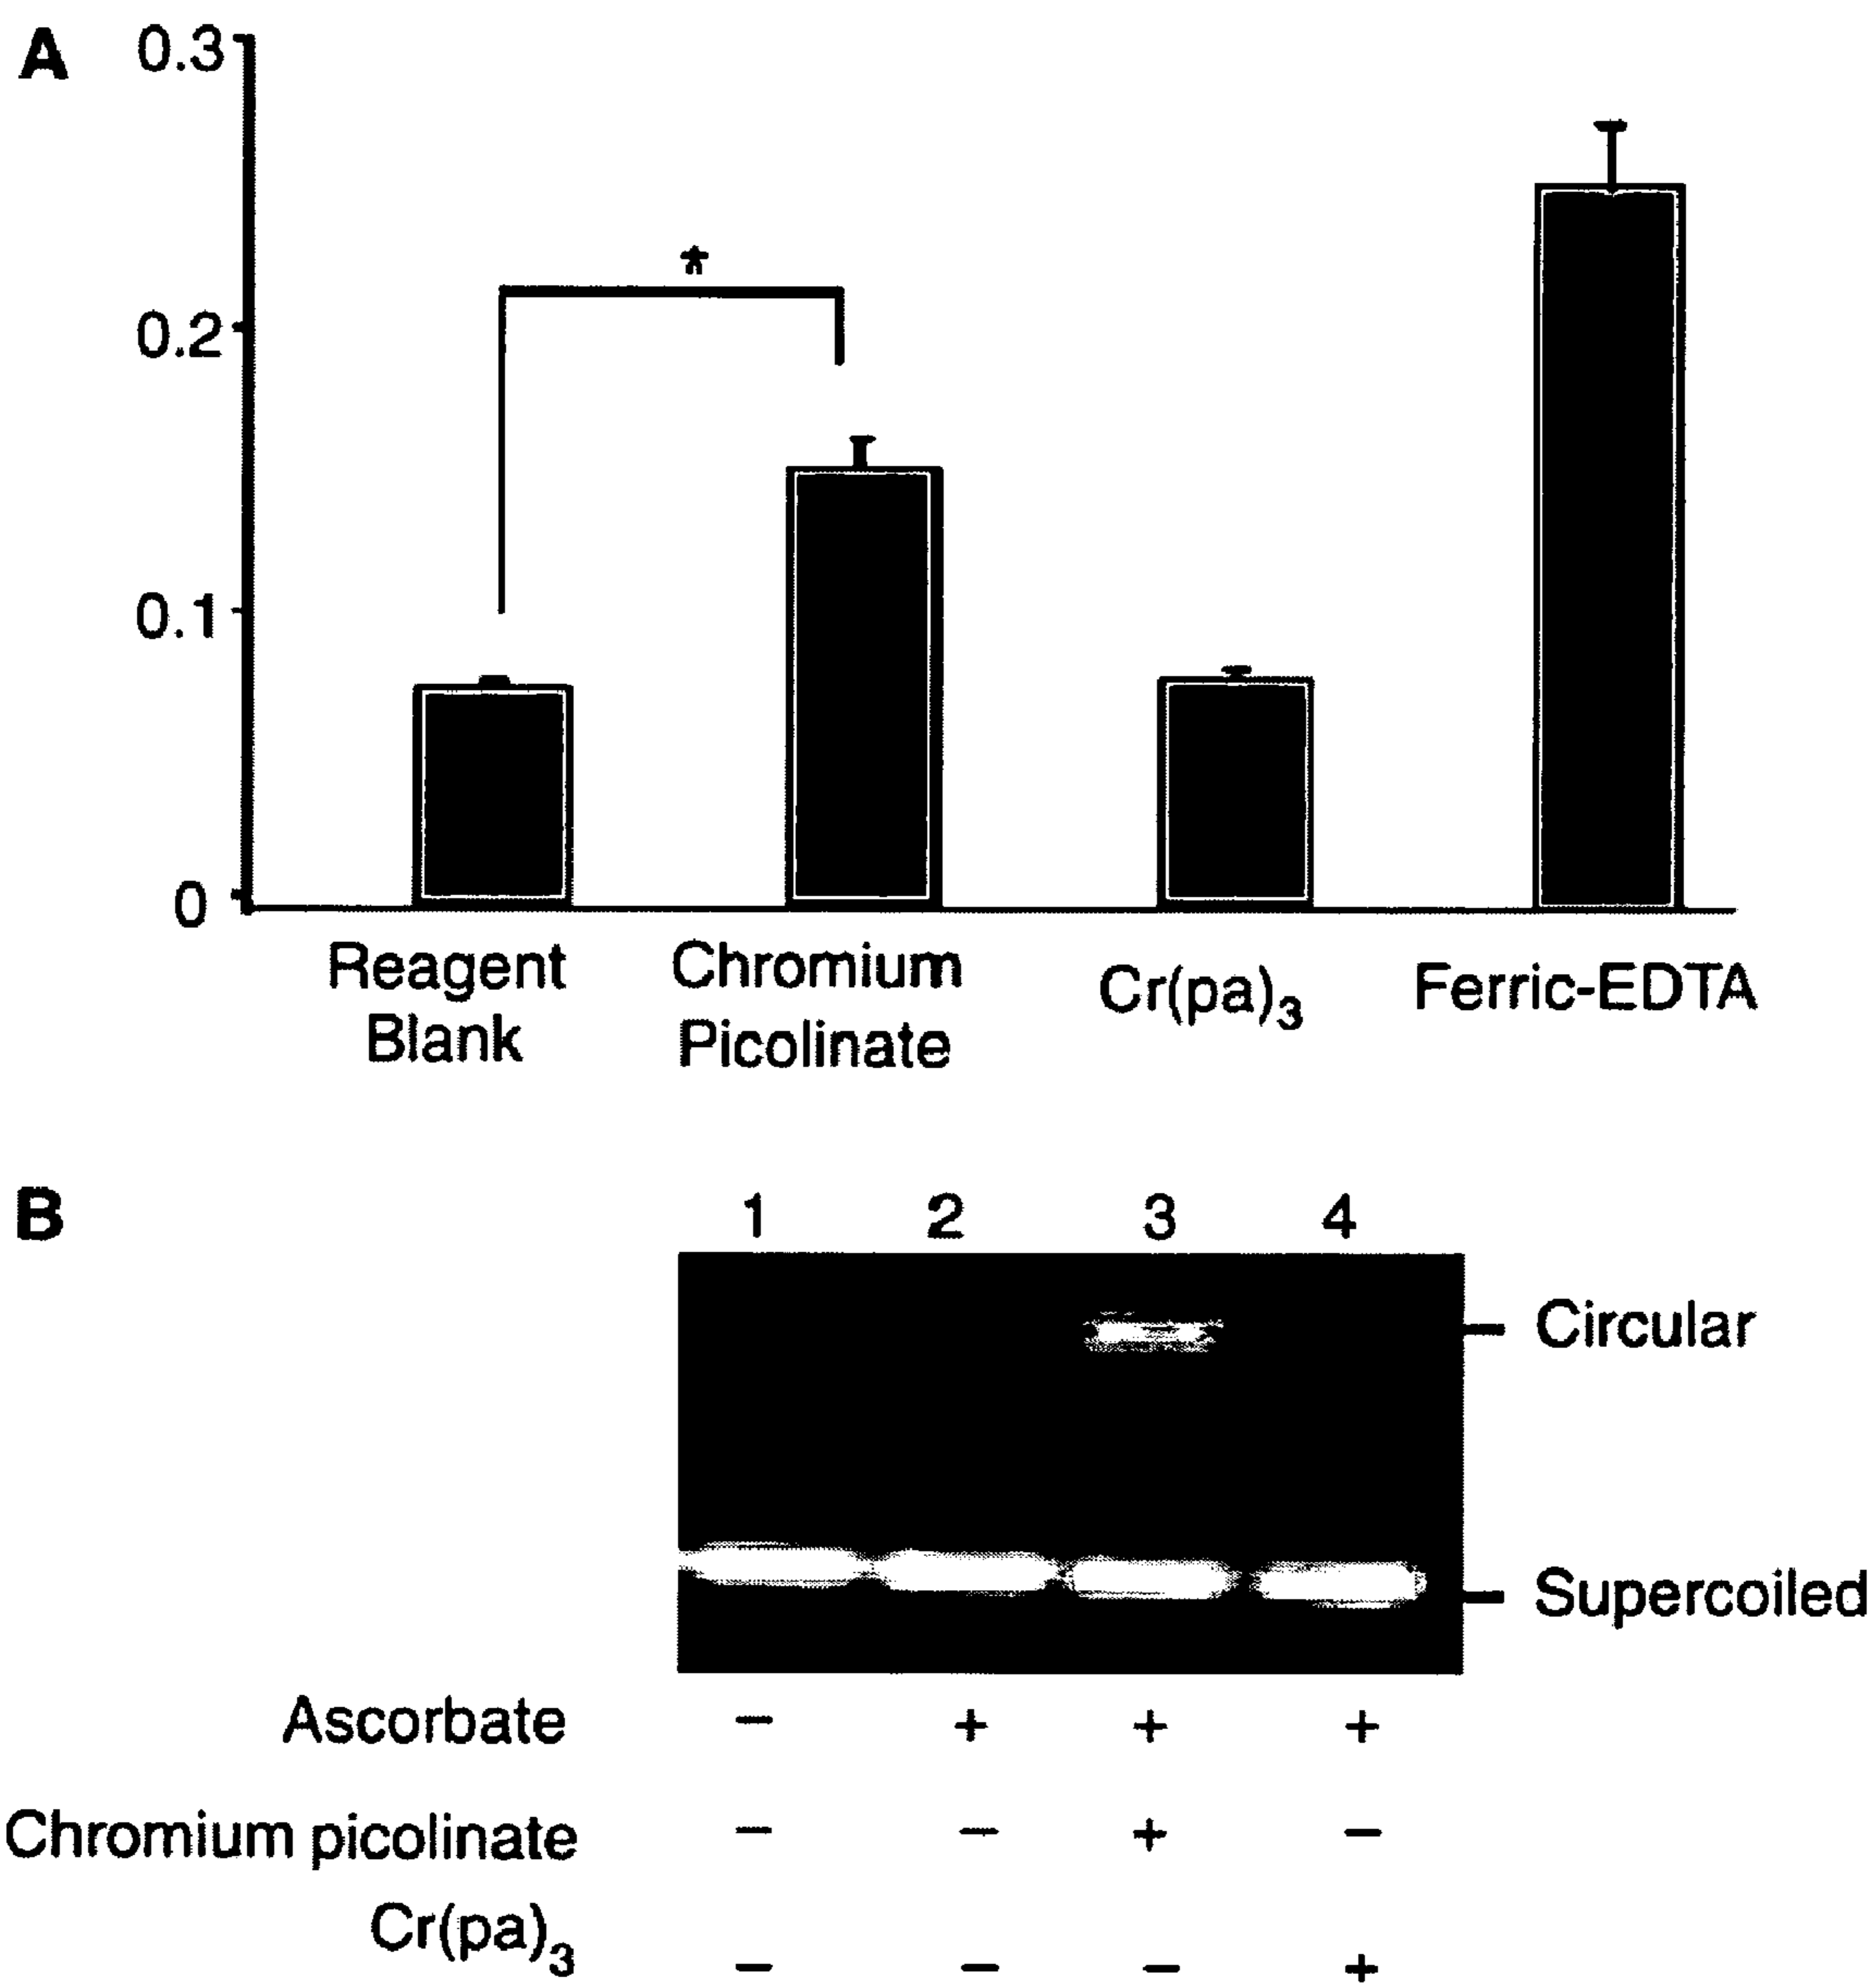 A
0.3
0.2
0.1
0
*
Reagent Blank
Chromium Picolinate
Cr(pa)3
Ferric-EDTA
B
1 2 3 4
Circular
Supercoiled
Ascorbate − + + +
Chromium picolinate − − + −
Cr(pa)3 − − − +